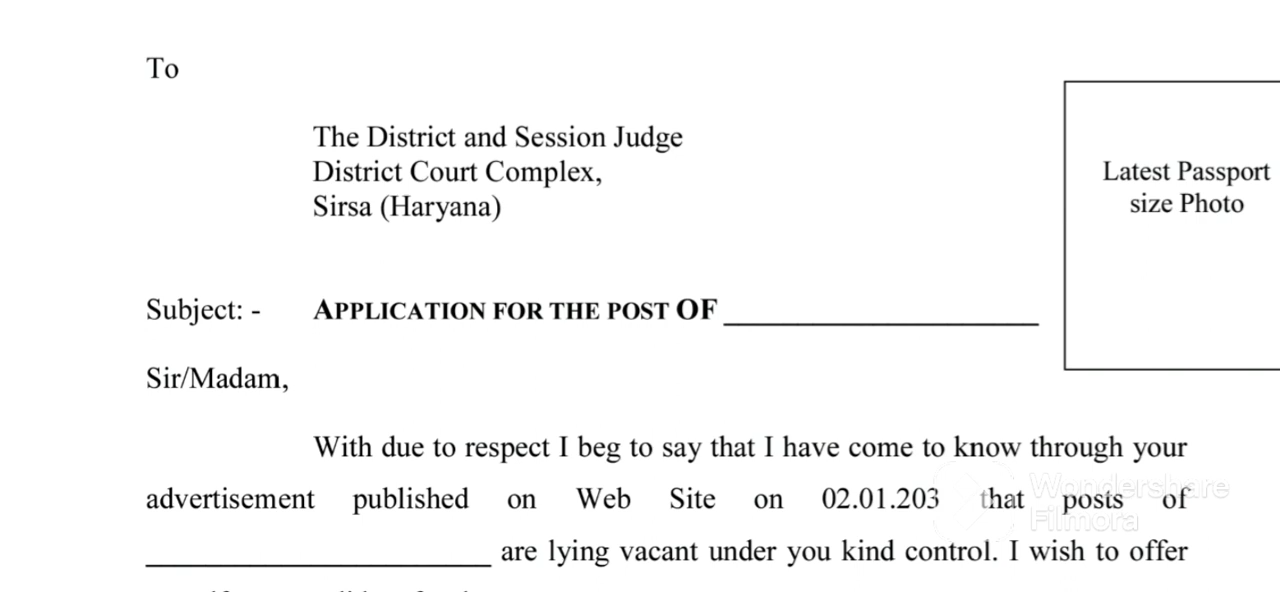 To
The District and Session Judge
District Court Complex,
Sirsa (Haryana)
Latest Passport
size Photo
Subject: - APPLICATION FOR THE POST OF ____________________
Sir/Madam,
With due to respect I beg to say that I have come to know through your
advertisement published on Web Site on 02.01.203 that posts of
____________________ are lying vacant under you kind control. I wish to offer
Wondershare
Filmora